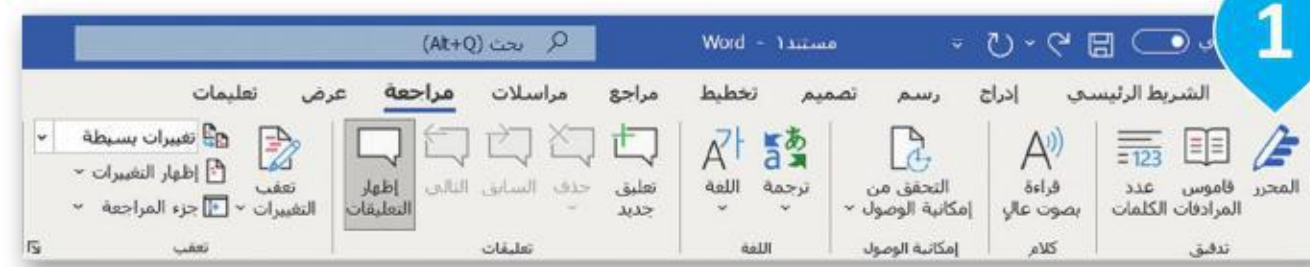 1
مستند١ - Word
بحث (Alt+Q)
الشريط الرئيسي إدراج رسم تصميم تخطيط مراجع مراسلات مراجعة عرض تعليمات
المحرر
قاموس المرادفات
عدد الكلمات
123
تدقيق
قراءة بصوت عالٍ
كلام
التحقق من إمكانية الوصول
إمكانية الوصول
ترجمة
اللغة
اللغة
تعليق جديد
حذف
السابق
التالي
إظهار التعليقات
تعليقات
تعقب التغييرات
تغييرات بسيطة
إظهار التغييرات
جزء المراجعة
تعقب